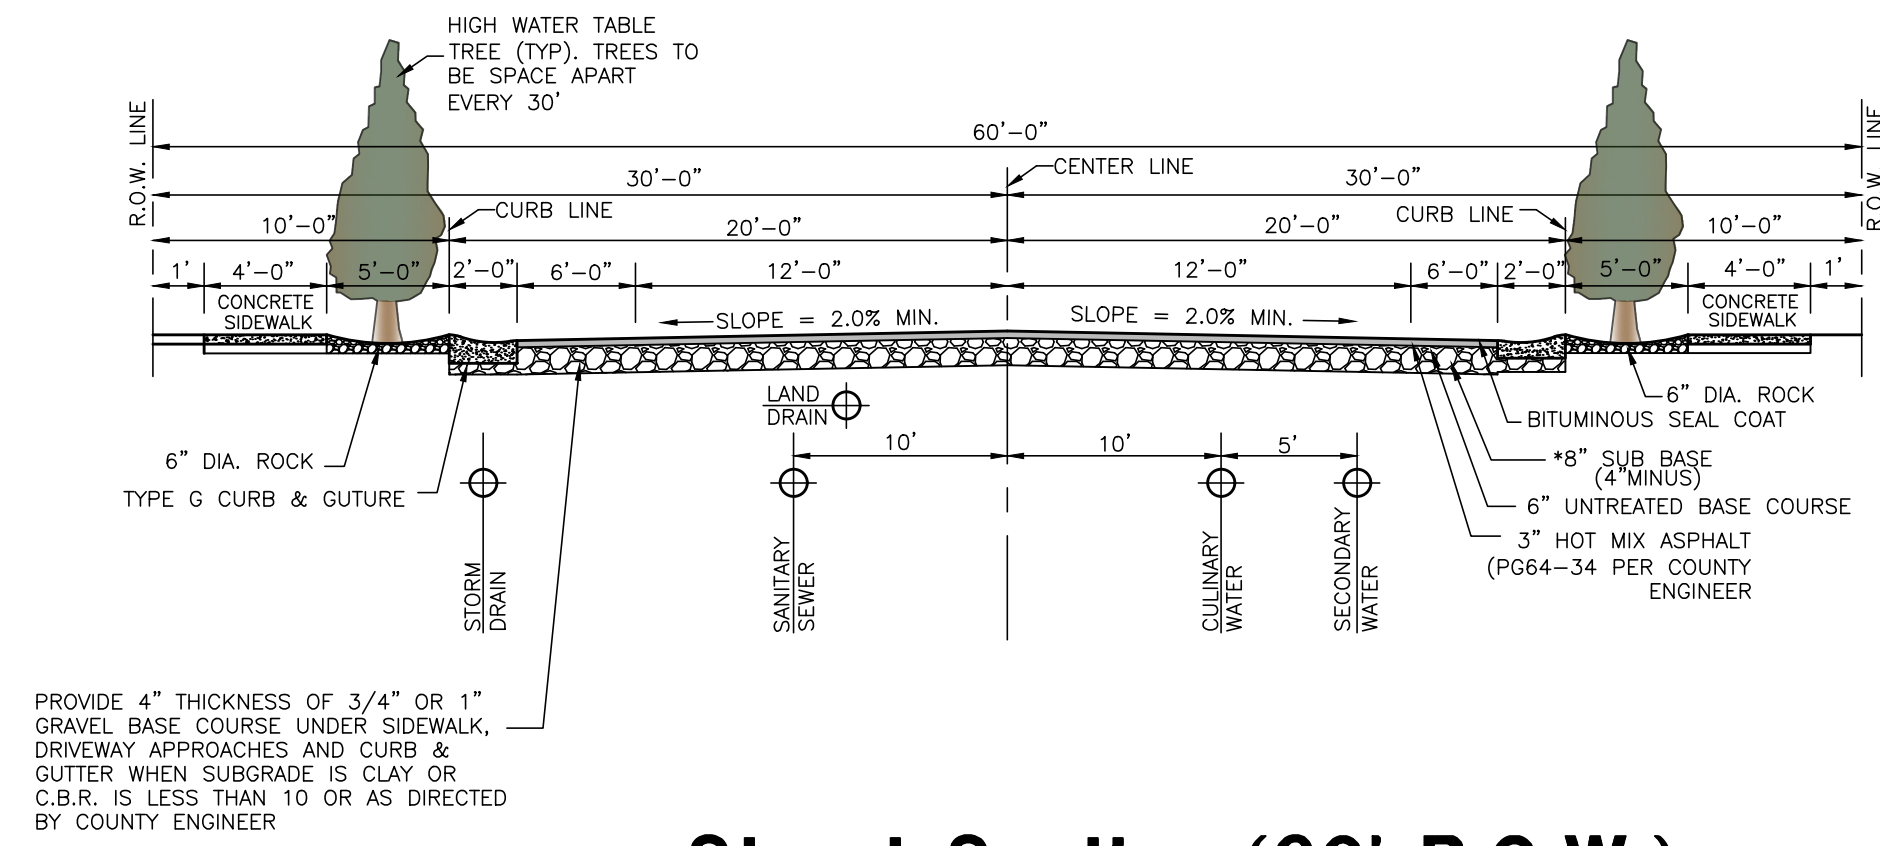 HIGH WATER TABLE
TREE (TYP). TREES TO
BE SPACE APART
EVERY 30'
R.O.W. LINE
60'-0"
R.O.W. LINE
30'-0"
CENTER LINE
30'-0"
10'-0"
CURB LINE
20'-0"
20'-0"
CURB LINE
10'-0"
1'
4'-0"
5'-0"
2'-0"
6'-0"
12'-0"
12'-0"
6'-0"
2'-0"
5'-0"
4'-0"
1'
CONCRETE
SIDEWALK
SLOPE = 2.0% MIN.
SLOPE = 2.0% MIN.
CONCRETE
SIDEWALK
LAND
DRAIN
6" DIA. ROCK
BITUMINOUS SEAL COAT
10'
10'
5'
6" DIA. ROCK
TYPE G CURB & GUTURE
*8" SUB BASE
(4"MINUS)
6" UNTREATED BASE COURSE
3" HOT MIX ASPHALT
(PG64-34 PER COUNTY
ENGINEER
STORM
DRAIN
SANITARY
SEWER
CULINARY
WATER
SECONDARY
WATER
PROVIDE 4" THICKNESS OF 3/4" OR 1"
GRAVEL BASE COURSE UNDER SIDEWALK,
DRIVEWAY APPROACHES AND CURB &
GUTTER WHEN SUBGRADE IS CLAY OR
C.B.R. IS LESS THAN 10 OR AS DIRECTED
BY COUNTY ENGINEER